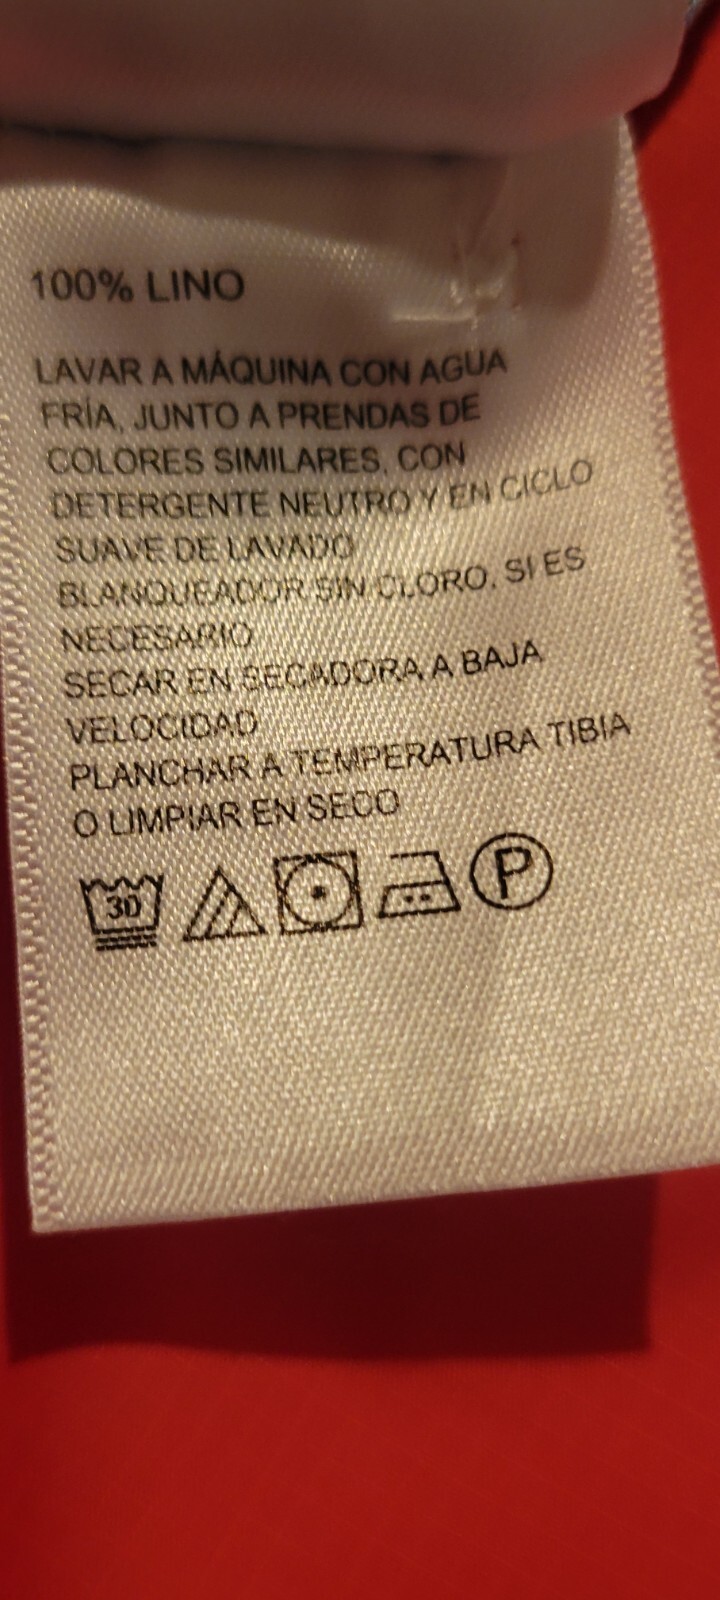 100% LINO
LAVAR A MÁQUINA CON AGUA
FRÍA, JUNTO A PRENDAS DE
COLORES SIMILARES, CON
DETERGENTE NEUTRO Y EN CICLO
SUAVE DE LAVADO
BLANQUEADOR SIN CLORO, SI ES
NECESARIO
SECAR EN SECADORA A BAJA
VELOCIDAD
PLANCHAR A TEMPERATURA TIBIA
O LIMPIAR EN SECO
30 P